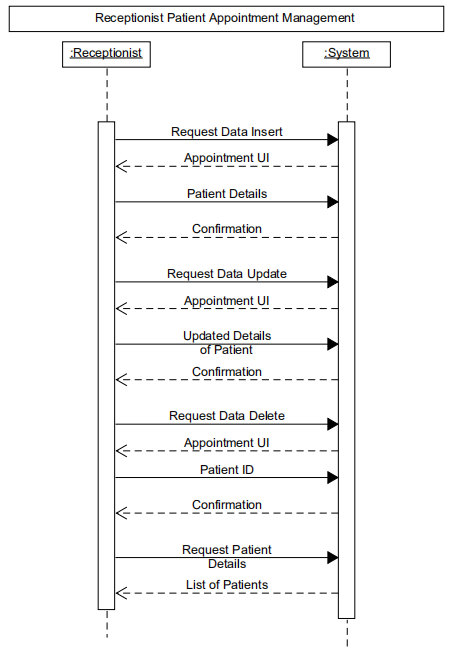 Receptionist Patient Appointment Management
:Receptionist
:System
Request Data Insert
Appointment UI
Patient Details
Confirmation
Request Data Update
Appointment UI
Updated Details
of Patient
Confirmation
Request Data Delete
Appointment UI
Patient ID
Confirmation
Request Patient
Details
List of Patients